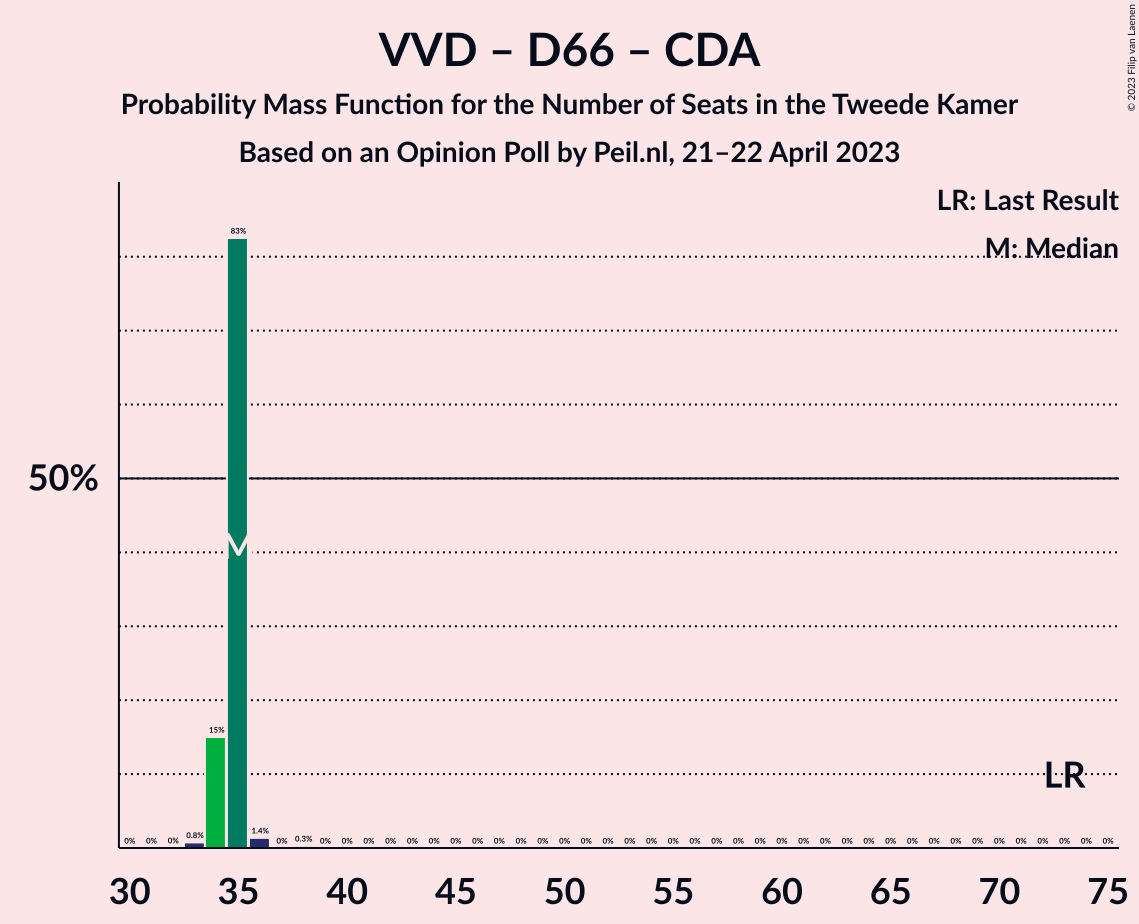 VVD – D66 – CDA
Probability Mass Function for the Number of Seats in the Tweede Kamer
Based on an Opinion Poll by Peil.nl, 21–22 April 2023
© 2023 Filip van Laenen
LR: Last Result
M: Median
83%
50%
M
15%
LR
0% 0% 0% 0.8% 1.4% 0% 0.3% 0% 0% 0% 0% 0% 0% 0% 0% 0% 0% 0% 0% 0% 0% 0% 0% 0% 0% 0% 0% 0% 0% 0% 0% 0% 0% 0% 0% 0% 0% 0% 0% 0% 0% 0% 0% 0%
30 35 40 45 50 55 60 65 70 75